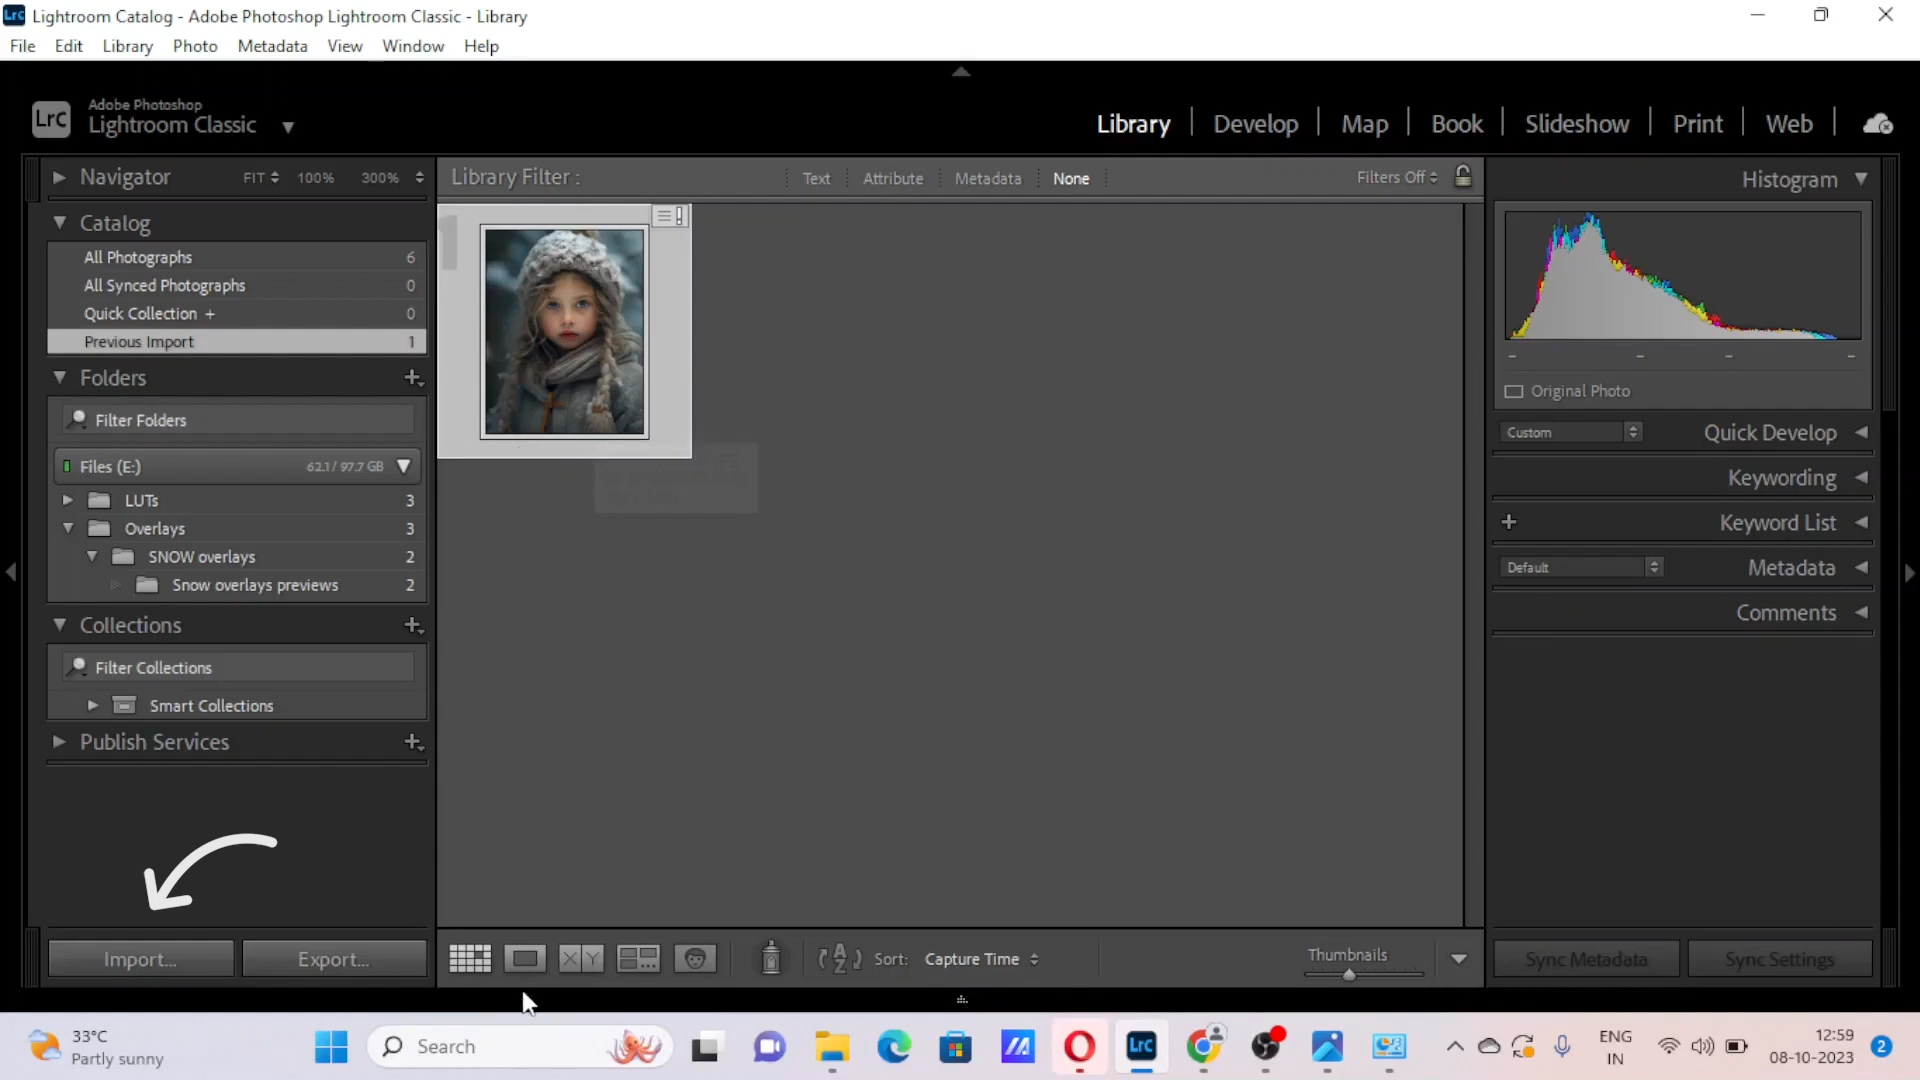 Lrc Lightroom Catalog - Adobe Photoshop Lightroom Classic - Library
File Edit Library Photo Metadata View Window Help
Lrc Adobe Photoshop
Lightroom Classic
Library Develop Map Book Slideshow Print Web
Navigator FIT 100% 300%
Library Filter : Text Attribute Metadata None Filters Off
Histogram
Catalog
All Photographs 6
All Synced Photographs 0
Quick Collection + 0
Previous Import 1
1
Original Photo
Folders
Filter Folders
Custom Quick Develop
Files (E:) 62.1 / 97.7 GB
Keywording
LUTs 3
Keyword List
Overlays 3
SNOW overlays 2
Default Metadata
Snow overlays previews 2
Comments
Collections
Filter Collections
Smart Collections
Publish Services
Import... Export...
X Y
A Z
Sort: Capture Time
Thumbnails
Sync Metadata Sync Settings
33°C
Partly sunny
Search
Lrc
ENG
IN
12:59
08-10-2023
2